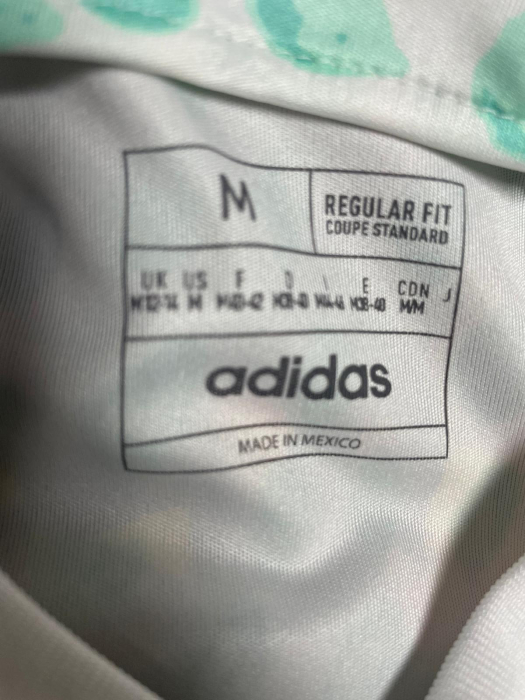 M
REGULAR FIT
COUPE STANDARD
UK US F D I E CDN J
M M/M
adidas
MADE IN MEXICO